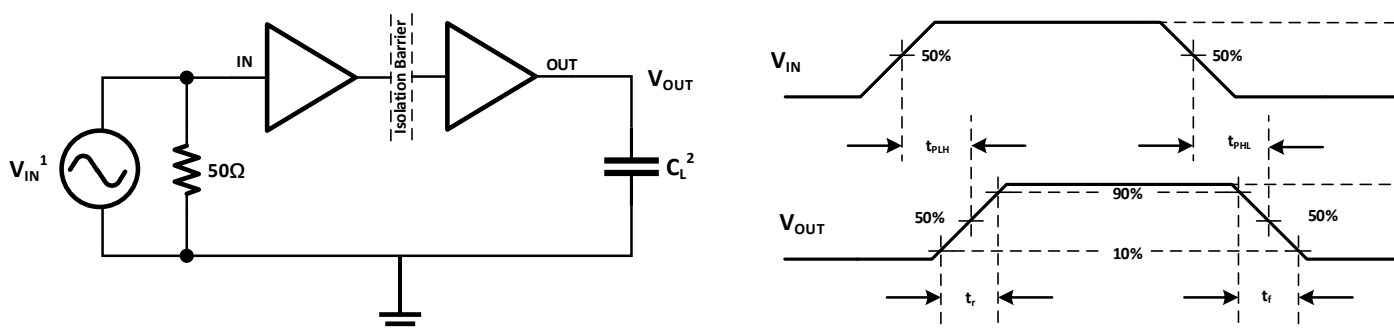 IN
Isolation Barrier
OUT
V_OUT
V_IN^1
50Ω
C_L^2
V_IN
50%
50%
t_PLH
t_PHL
V_OUT
50%
90%
50%
10%
t_r
t_f